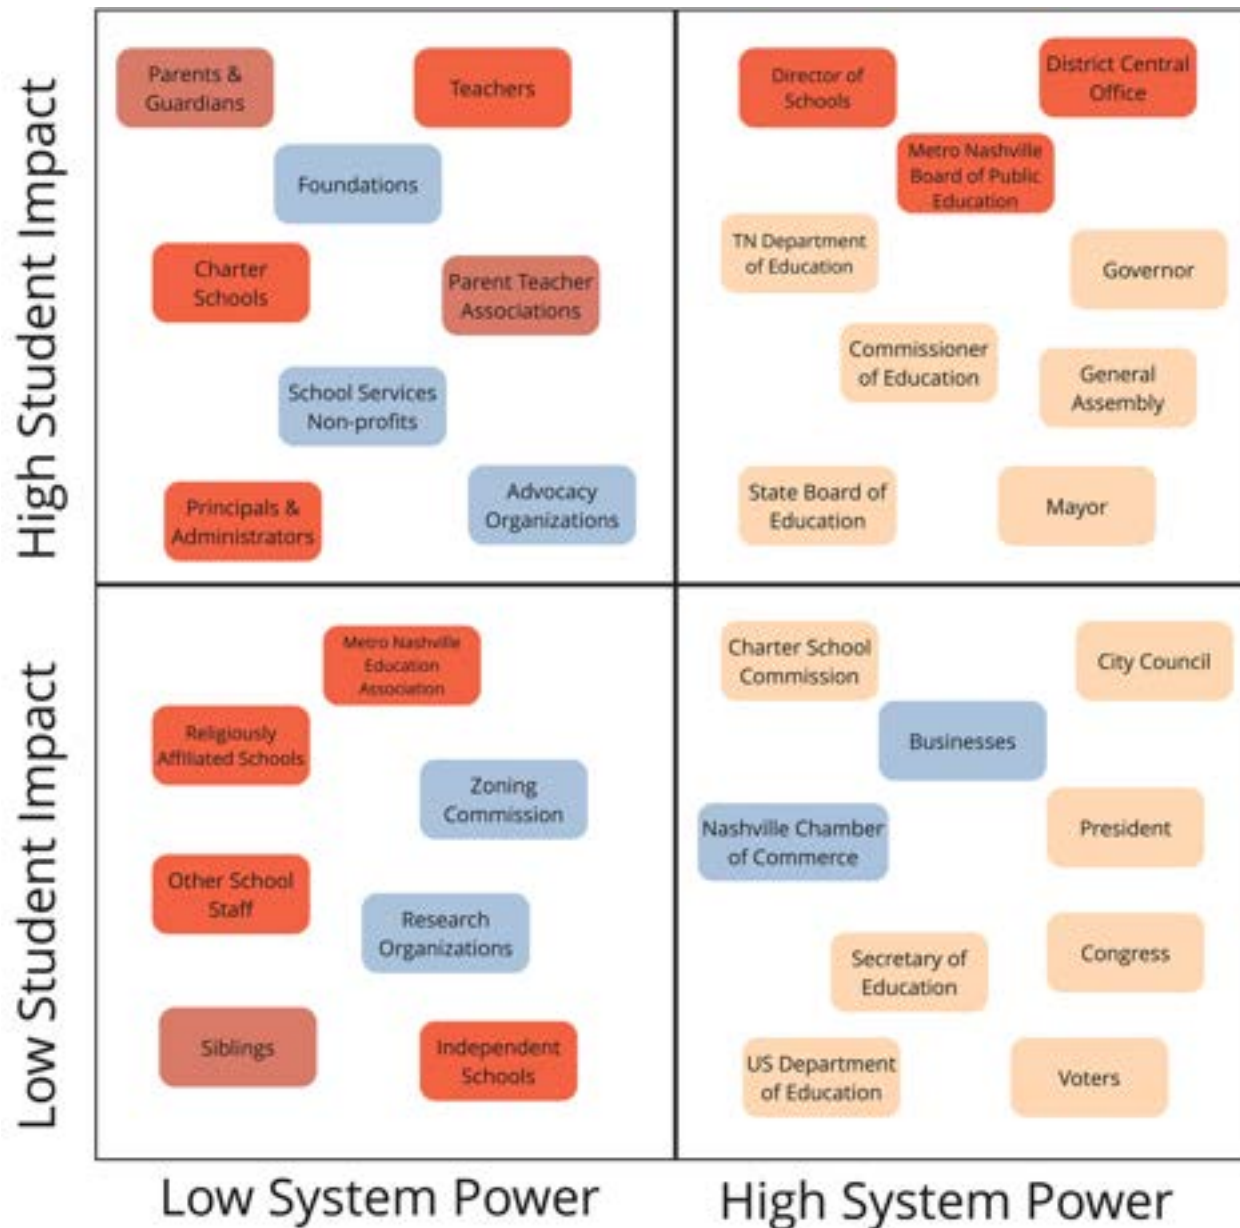 High Student Impact
Parents &
Guardians
Teachers
Foundations
Charter
Schools
Parent Teacher
Associations
School Services
Non-profits
Principals &
Administrators
Advocacy
Organizations
Director of
Schools
District Central
Office
Metro Nashville
Board of Public
Education
TN Department
of Education
Governor
Commissioner
of Education
General
Assembly
State Board of
Education
Mayor
Low Student Impact
Metro Nashville
Education
Association
Religiously
Affiliated Schools
Zoning
Commission
Other School
Staff
Research
Organizations
Siblings
Independent
Schools
Charter School
Commission
City Council
Businesses
Nashville Chamber
of Commerce
President
Secretary of
Education
Congress
US Department
of Education
Voters
Low System Power
High System Power